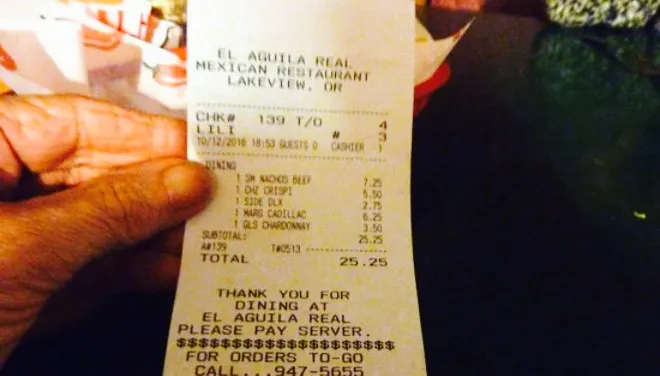 EL AGUILA REAL
MEXICAN RESTAURANT
LAKEVIEW, OR
CHK# 139 T/O 4
LILI # 3
10/12/2016 18:53 GUESTS 0 CASHIER 1
DINING
1 SM NACHOS BEEF 7.25
1 CHZ CRISPI 5.50
1 SIDE DLX 2.75
1 MARG CADILLAC 6.25
1 GLS CHARDONNAY 3.50
SUBTOTAL: 25.25
A#139 T#0513
TOTAL 25.25
THANK YOU FOR
DINING AT
EL AGUILA REAL
PLEASE PAY SERVER.
$$$$$$$$$$$$$$$$$$$$
FOR ORDERS TO-GO
CALL...947-5655